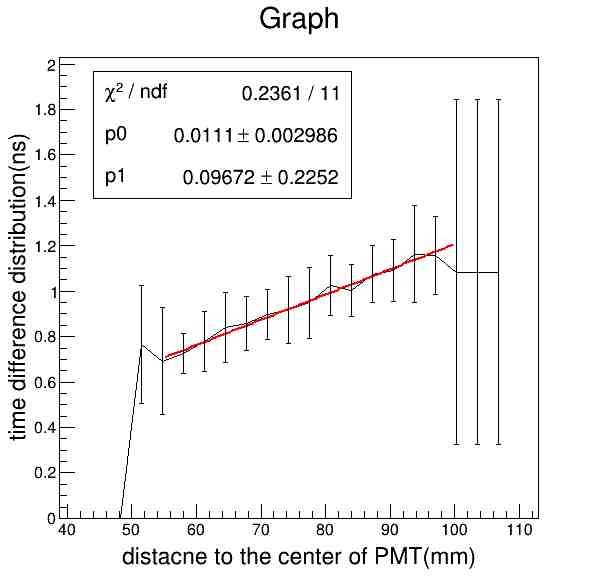 Graph
χ² / ndf 0.2361 / 11
p0 0.0111 ± 0.002986
p1 0.09672 ± 0.2252
time difference distribution(ns)
2
1.8
1.6
1.4
1.2
1
0.8
0.6
0.4
0.2
0
40 50 60 70 80 90 100 110
distacne to the center of PMT(mm)